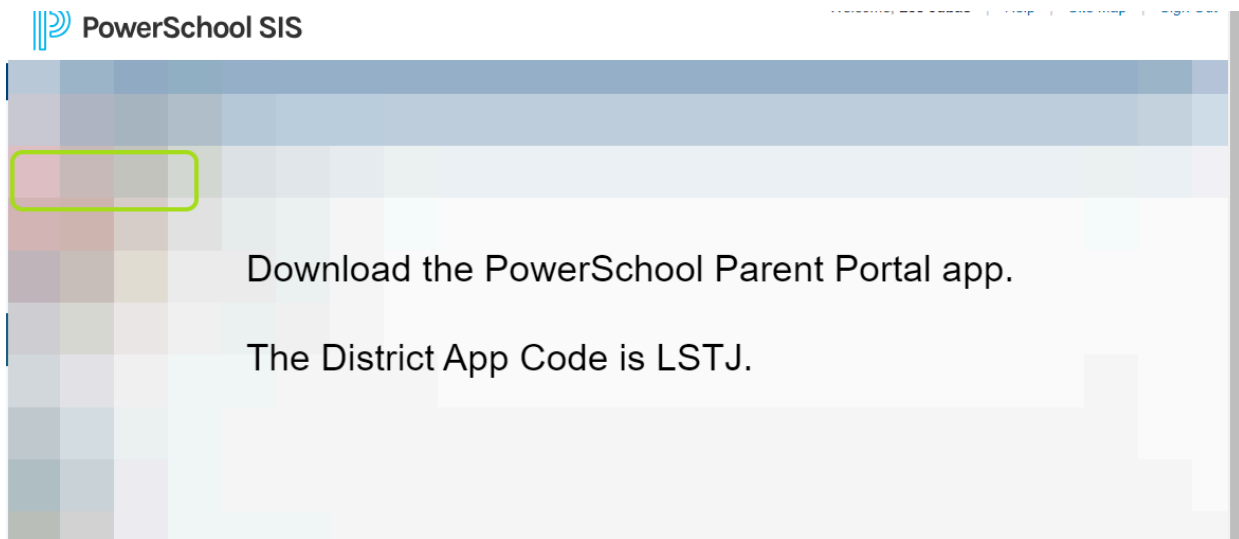 PowerSchool SIS
Download the PowerSchool Parent Portal app.
The District App Code is LSTJ.